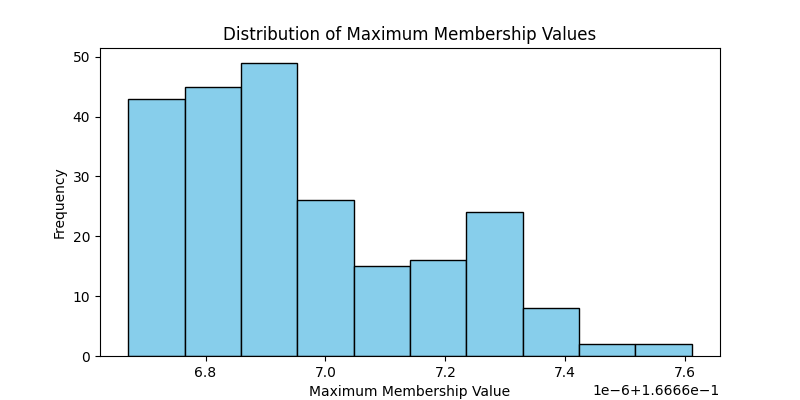 Distribution of Maximum Membership Values
50
40
30
20
10
0
Frequency
6.8 7.0 7.2 7.4 7.6
1e−6+1.6666e−1
Maximum Membership Value